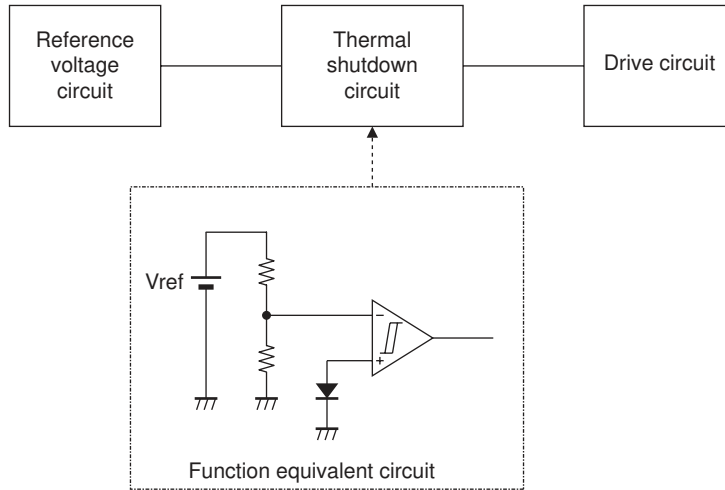 Reference
voltage
circuit
Thermal
shutdown
circuit
Drive circuit
Vref
−
+
Function equivalent circuit